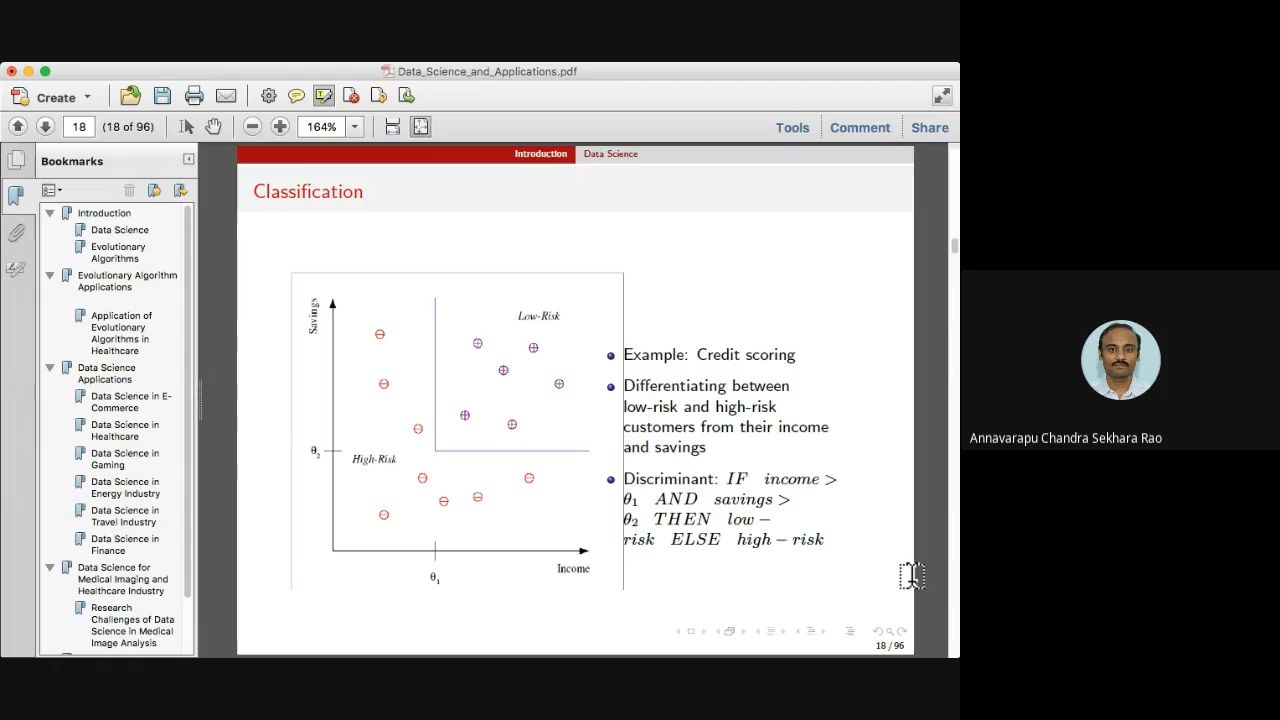 Data_Science_and_Applications.pdf
Create
18 (18 of 96) 164% Tools Comment Share
Bookmarks
Introduction
Data Science
Evolutionary
Algorithms
Evolutionary Algorithm
Applications
Application of
Evolutionary
Algorithms in
Healthcare
Data Science
Applications
Data Science in E-
Commerce
Data Science in
Healthcare
Data Science in
Gaming
Data Science in
Energy Industry
Data Science in
Travel Industry
Data Science in
Finance
Data Science for
Medical Imaging and
Healthcare Industry
Research
Challenges of Data
Science in Medical
Image Analysis
Introduction Data Science
Classification
Savings
Low-Risk
θ2
High-Risk
Income
θ1
Example: Credit scoring
Differentiating between
low-risk and high-risk
customers from their income
and savings
Discriminant: IF income >
θ1 AND savings >
θ2 THEN low −
risk ELSE high − risk
18 / 96
Annavarapu Chandra Sekhara Rao